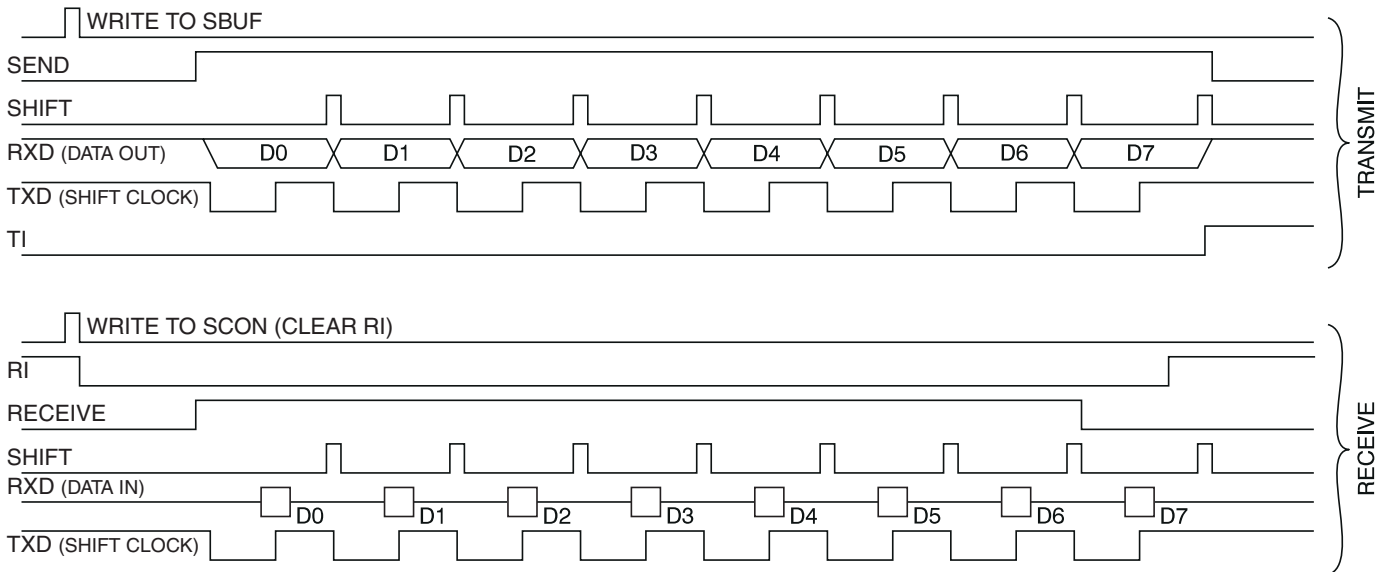 WRITE TO SBUF
SEND
SHIFT
RXD (DATA OUT) D0 D1 D2 D3 D4 D5 D6 D7
TXD (SHIFT CLOCK)
TI
TRANSMIT
WRITE TO SCON (CLEAR RI)
RI
RECEIVE
SHIFT
RXD (DATA IN)
D0 D1 D2 D3 D4 D5 D6 D7
TXD (SHIFT CLOCK)
RECEIVE